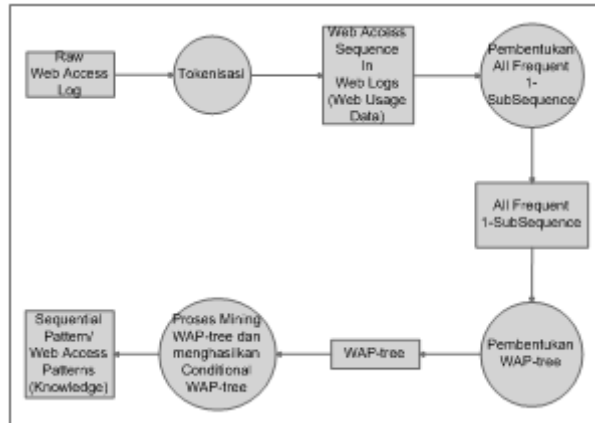 Raw
Web Access
Log
Tokenisasi
Web Access
Sequence
In
Web Logs
(Web Usage
Data)
Pembentukan
All Frequent
1-
SubSequence
All Frequent
1-SubSequence
Pembentukan
WAP-tree
WAP-tree
Proses Mining
WAP-tree dan
menghasilkan
Conditional
WAP-tree
Sequential
Pattern/
Web Access
Patterns
(Knowledge)